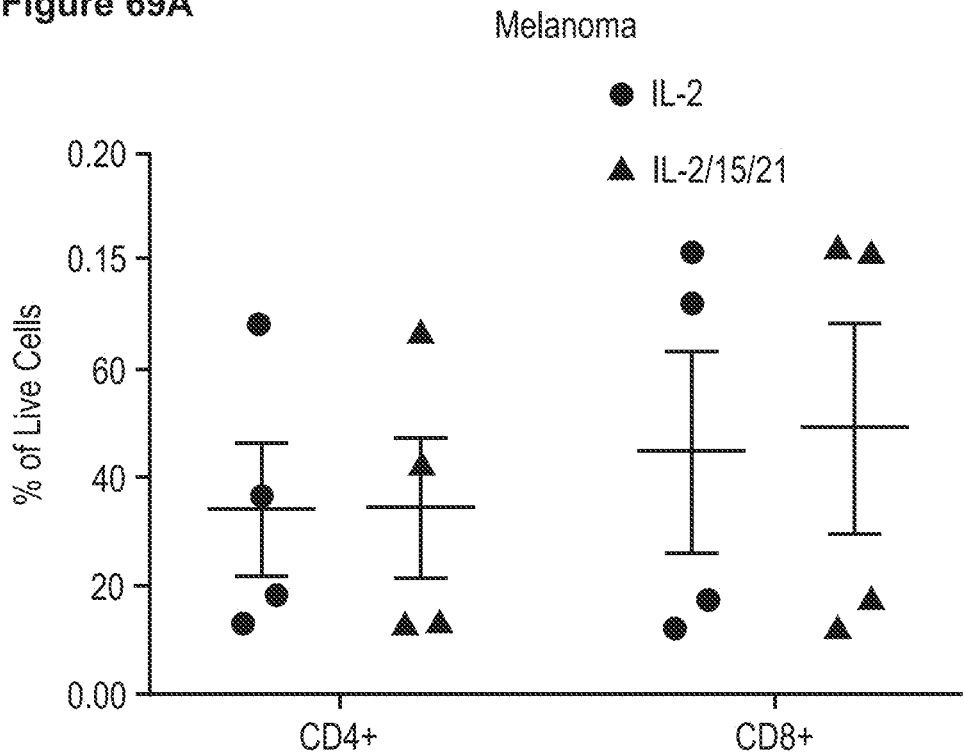 Figure 69A
Melanoma
IL-2
IL-2/15/21
0.20
0.15
60
40
20
0.00
% of Live Cells
CD4+
CD8+